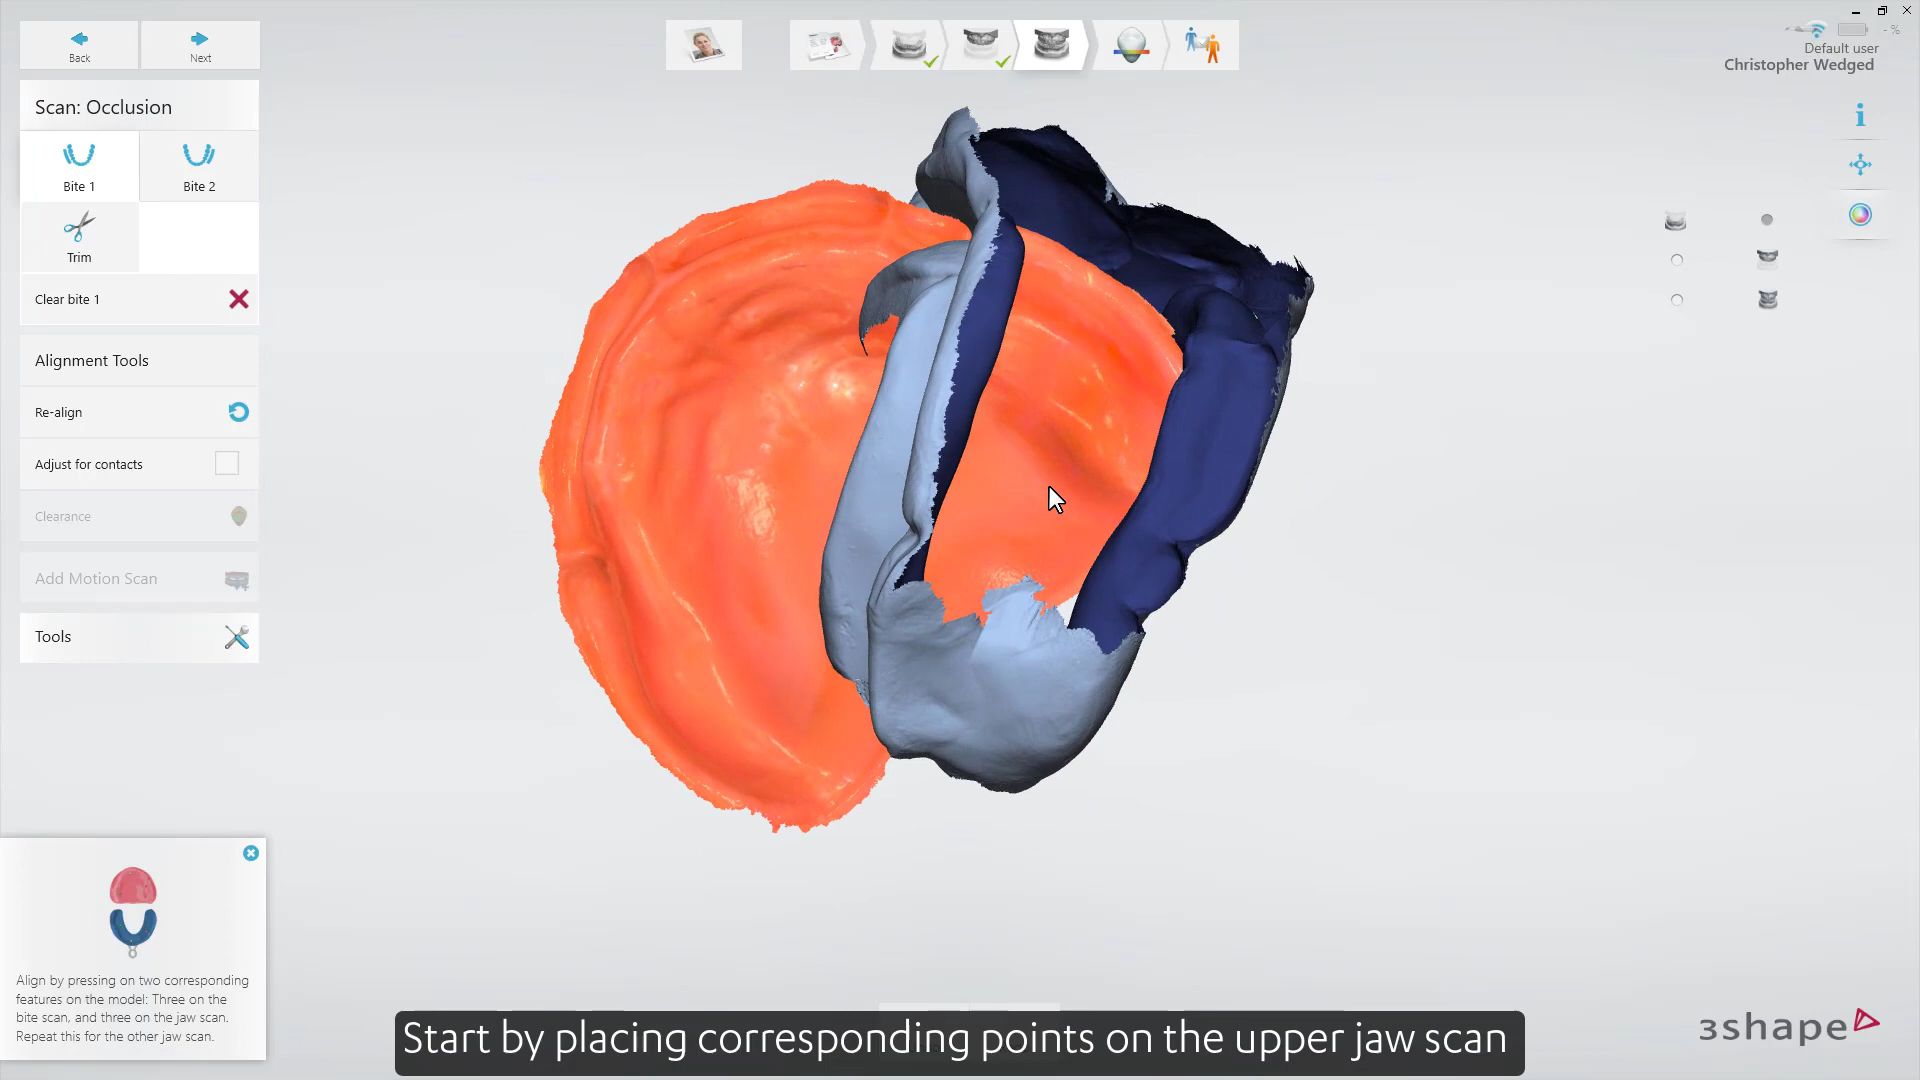 Back
Next
- %
Default user
Christopher Wedged
Scan: Occlusion
Bite 1
Bite 2
Trim
Clear bite 1
Alignment Tools
Re-align
Adjust for contacts
Clearance
Add Motion Scan
Tools
Align by pressing on two corresponding
features on the model: Three on the
bite scan, and three on the jaw scan.
Repeat this for the other jaw scan.
Start by placing corresponding points on the upper jaw scan
3shape